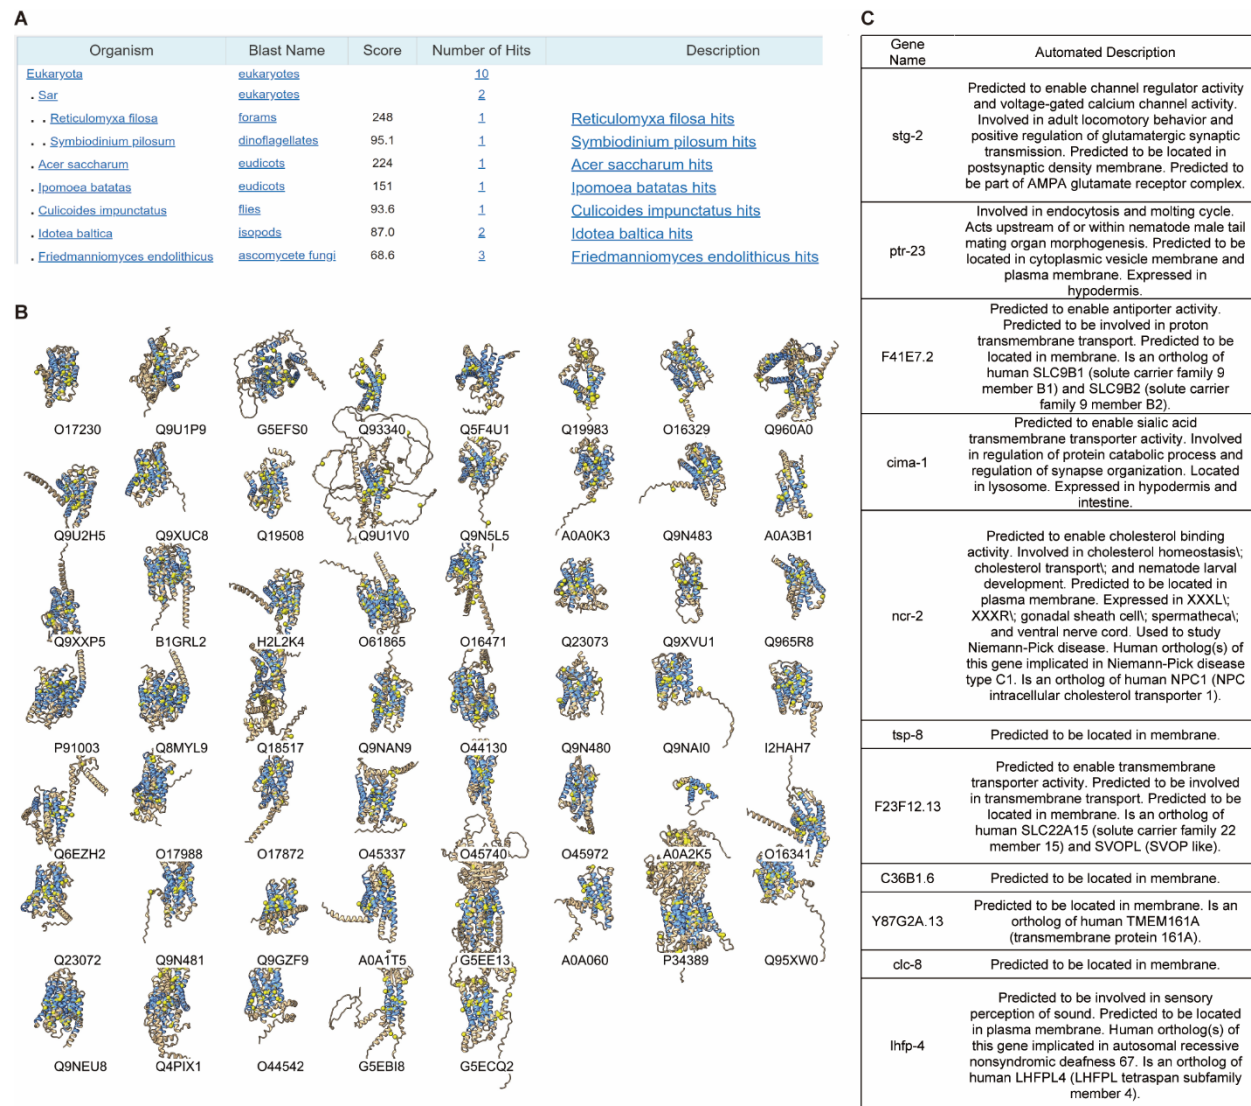 A
Organism Blast Name Score Number of Hits Description
Eukaryota eukaryotes 10
. Sar eukaryotes 2
. . Reticulomyxa filosa forams 248 1 Reticulomyxa filosa hits
. . Symbiodinium pilosum dinoflagellates 95.1 1 Symbiodinium pilosum hits
. Acer saccharum eudicots 224 1 Acer saccharum hits
. Ipomoea batatas eudicots 151 1 Ipomoea batatas hits
. Culicoides impunctatus flies 93.6 1 Culicoides impunctatus hits
. Idotea baltica isopods 87.0 2 Idotea baltica hits
. Friedmanniomyces endolithicus ascomycete fungi 68.6 3 Friedmanniomyces endolithicus hits
B
O17230 Q9U1P9 G5EFS0 Q93340 Q5F4U1 Q19983 O16329 Q960A0
Q9U2H5 Q9XUC8 Q19508 Q9U1V0 Q9N5L5 A0A0K3 Q9N483 A0A3B1
Q9XXP5 B1GRL2 H2L2K4 O61865 O16471 Q23073 Q9XVU1 Q965R8
P91003 Q8MYL9 Q18517 Q9NAN9 O44130 Q9N480 Q9NAI0 I2HAH7
Q6EZH2 O17988 O17872 O45337 O45740 O45972 A0A2K5 O16341
Q23072 Q9N481 Q9GZF9 A0A1T5 G5EE13 A0A060 P34389 Q95XW0
Q9NEU8 Q4PIX1 O44542 G5EBI8 G5ECQ2
C
Gene
Name
Automated Description
stg-2
Predicted to enable channel regulator activity
and voltage-gated calcium channel activity.
Involved in adult locomotory behavior and
positive regulation of glutamatergic synaptic
transmission. Predicted to be located in
postsynaptic density membrane. Predicted to
be part of AMPA glutamate receptor complex.
ptr-23
Involved in endocytosis and molting cycle.
Acts upstream of or within nematode male tail
mating organ morphogenesis. Predicted to be
located in cytoplasmic vesicle membrane and
plasma membrane. Expressed in
hypodermis.
F41E7.2
Predicted to enable antiporter activity.
Predicted to be involved in proton
transmembrane transport. Predicted to be
located in membrane. Is an ortholog of
human SLC9B1 (solute carrier family 9
member B1) and SLC9B2 (solute carrier
family 9 member B2).
cima-1
Predicted to enable sialic acid
transmembrane transporter activity. Involved
in regulation of protein catabolic process and
regulation of synapse organization. Located
in lysosome. Expressed in hypodermis and
intestine.
ncr-2
Predicted to enable cholesterol binding
activity. Involved in cholesterol homeostasis\;
cholesterol transport\; and nematode larval
development. Predicted to be located in
plasma membrane. Expressed in XXXL\;
XXXR\; gonadal sheath cell\; spermatheca\;
and ventral nerve cord. Used to study
Niemann-Pick disease. Human ortholog(s) of
this gene implicated in Niemann-Pick disease
type C1. Is an ortholog of human NPC1 (NPC
intracellular cholesterol transporter 1).
tsp-8
Predicted to be located in membrane.
F23F12.13
Predicted to enable transmembrane
transporter activity. Predicted to be involved
in transmembrane transport. Predicted to be
located in membrane. Is an ortholog of
human SLC22A15 (solute carrier family 22
member 15) and SVOPL (SVOP like).
C36B1.6
Predicted to be located in membrane.
Y87G2A.13
Predicted to be located in membrane. Is an
ortholog of human TMEM161A
(transmembrane protein 161A).
clc-8
Predicted to be located in membrane.
lhfp-4
Predicted to be involved in sensory
perception of sound. Predicted to be located
in plasma membrane. Human ortholog(s) of
this gene implicated in autosomal recessive
nonsyndromic deafness 67. Is an ortholog of
human LHFPL4 (LHFPL tetraspan subfamily
member 4).